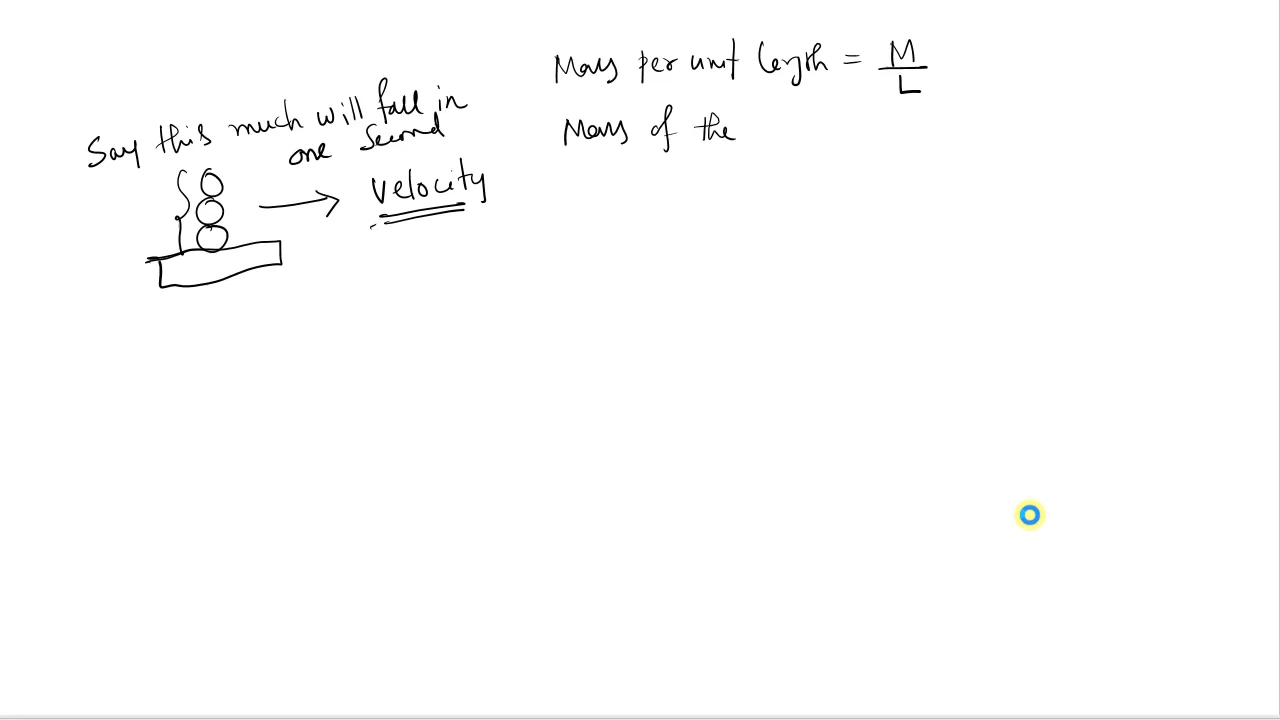 Say this much will fall in
one second
velocity
Mass per unit length = M/L
Mass of the